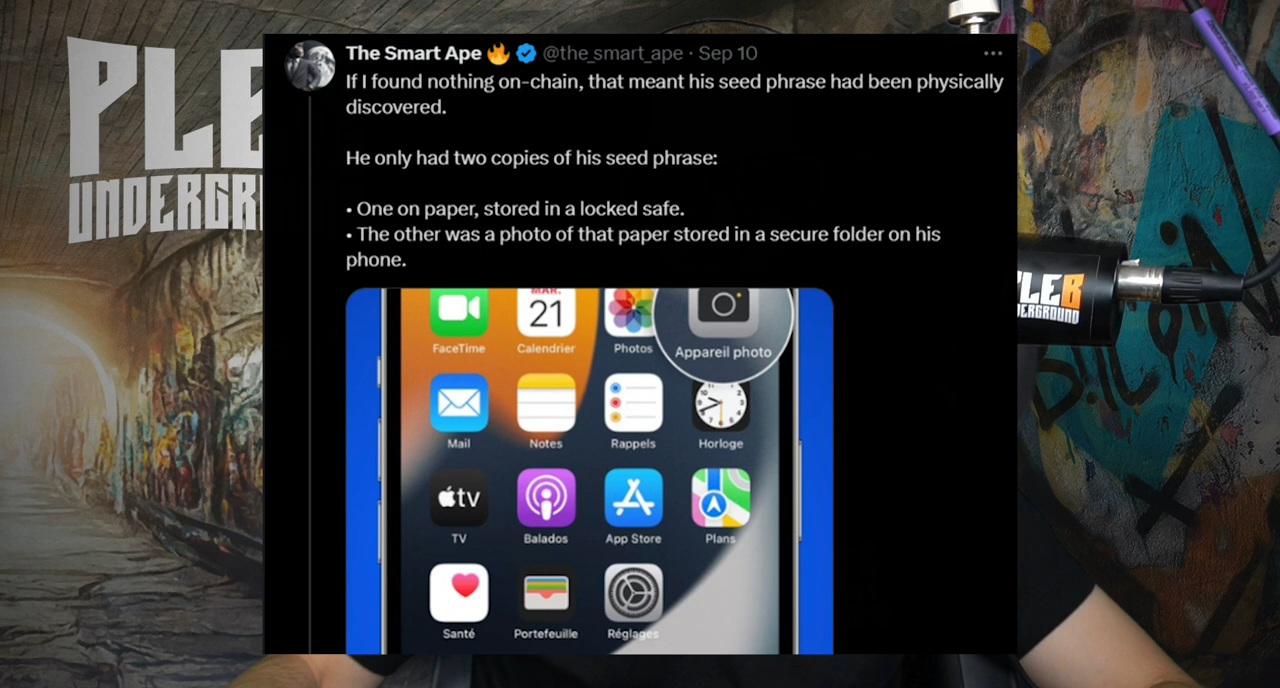 The Smart Ape 🔥 @the_smart_ape · Sep 10
If I found nothing on-chain, that meant his seed phrase had been physically
discovered.
He only had two copies of his seed phrase:
• One on paper, stored in a locked safe.
• The other was a photo of that paper stored in a secure folder on his
phone.
MAR.
21
FaceTime
Calendrier
Photos
Appareil photo
Mail
Notes
Rappels
Horloge
tv
TV
Balados
App Store
Plans
Santé
Portefeuille
Réglages
PLE
UNDERGR
PLEB
UNDERGROUND